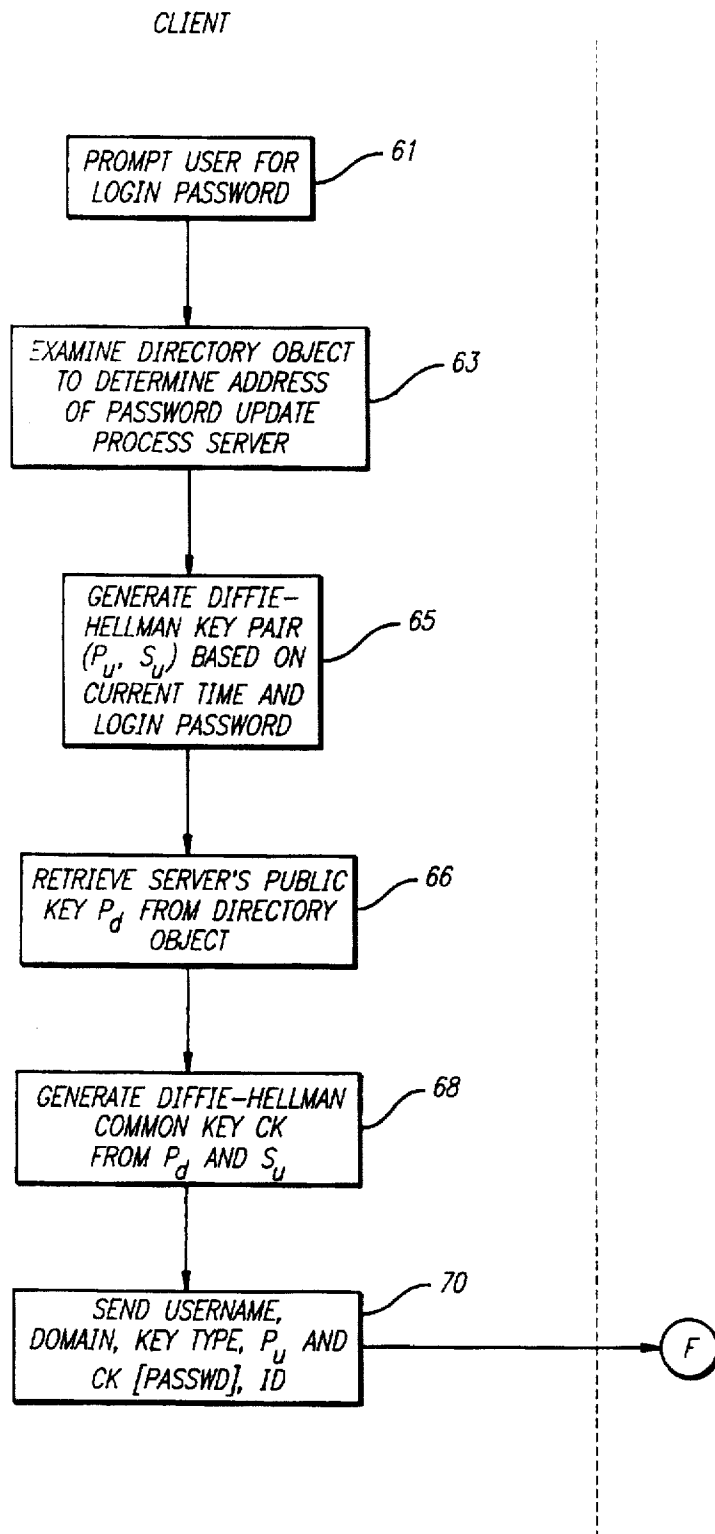 CLIENT
PROMPT USER FOR
LOGIN PASSWORD
61
EXAMINE DIRECTORY OBJECT
TO DETERMINE ADDRESS
OF PASSWORD UPDATE
PROCESS SERVER
63
GENERATE DIFFIE–
HELLMAN KEY PAIR
(Pu, Su) BASED ON
CURRENT TIME AND
LOGIN PASSWORD
65
RETRIEVE SERVER'S PUBLIC
KEY Pd FROM DIRECTORY
OBJECT
66
GENERATE DIFFIE–HELLMAN
COMMON KEY CK
FROM Pd AND Su
68
SEND USERNAME,
DOMAIN, KEY TYPE, Pu AND
CK [PASSWD], ID
70
F